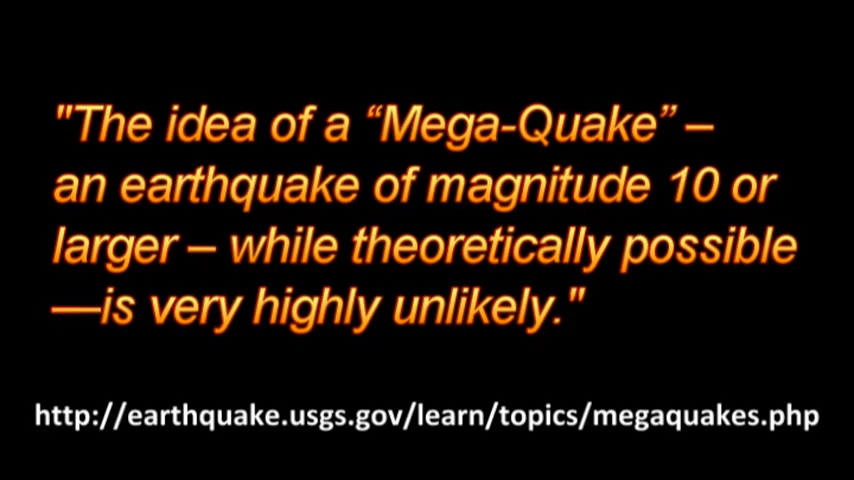 "The idea of a “Mega-Quake” –
an earthquake of magnitude 10 or
larger – while theoretically possible
—is very highly unlikely."
http://earthquake.usgs.gov/learn/topics/megaquakes.php